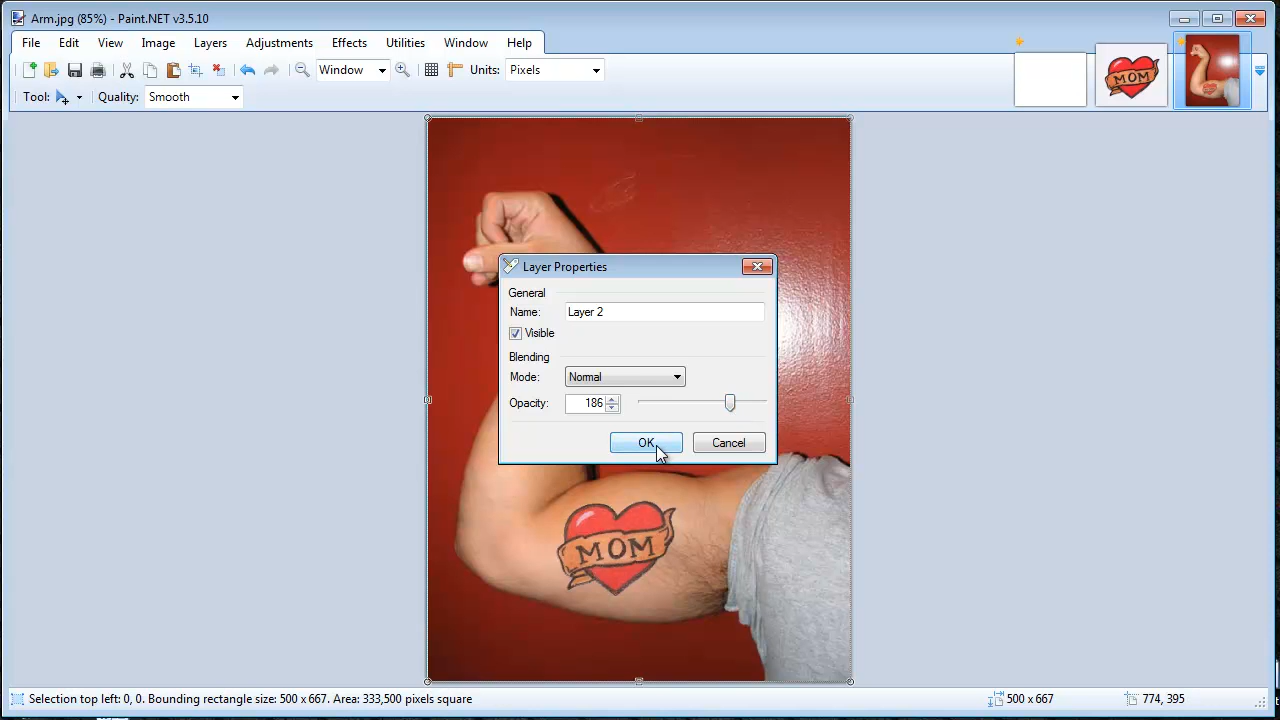 Arm.jpg (85%) - Paint.NET v3.5.10
File Edit View Image Layers Adjustments Effects Utilities Window Help
Window Units: Pixels
Tool: Quality: Smooth
MOM
Layer Properties
General
Name: Layer 2
Visible
Blending
Mode: Normal
Opacity: 186
OK Cancel
MOM
Selection top left: 0, 0. Bounding rectangle size: 500 x 667. Area: 333,500 pixels square 500 x 667 774, 395